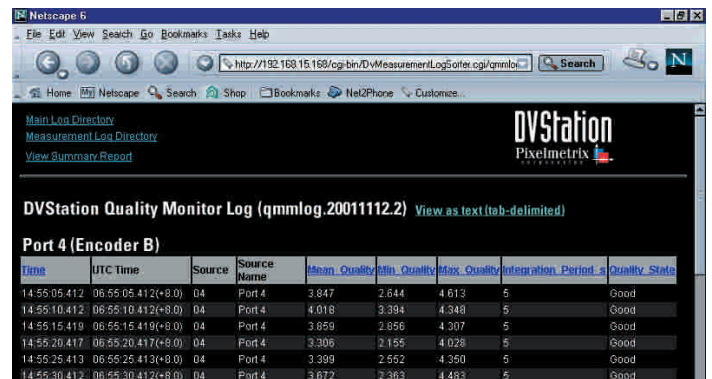 Netscape 6
File Edit View Search Go Bookmarks Tasks Help
http://192.168.15.168/cgi-bin/DvMeasurementLogSorter.cgi/qmmlo Search N
Home My Netscape Search Shop Bookmarks Net2Phone Customize...
Main Log Directory
Measurement Log Directory
View Summary Report
DVStation
Pixelmetrix
corporation
DVStation Quality Monitor Log (qmmlog.20011112.2) View as text (tab-delimited)
Port 4 (Encoder B)
Time UTC Time Source Source Name Mean_Quality Min_Quality Max_Quality Integration_Period_s Quality_State
14:55:05.412 06:55:05.412(+8.0) 04 Port 4 3.847 2.644 4.613 5 Good
14:55:10.412 06:55:10.412(+8.0) 04 Port 4 4.018 3.394 4.348 5 Good
14:55:15.419 06:55:15.419(+8.0) 04 Port 4 3.859 2.856 4.307 5 Good
14:55:20.417 06:55:20.417(+8.0) 04 Port 4 3.306 2.155 4.028 5 Good
14:55:25.413 06:55:25.413(+8.0) 04 Port 4 3.399 2.552 4.350 5 Good
14:55:30.412 06:55:30.412(+8.0) 04 Port 4 3.672 2.363 4.483 5 Good